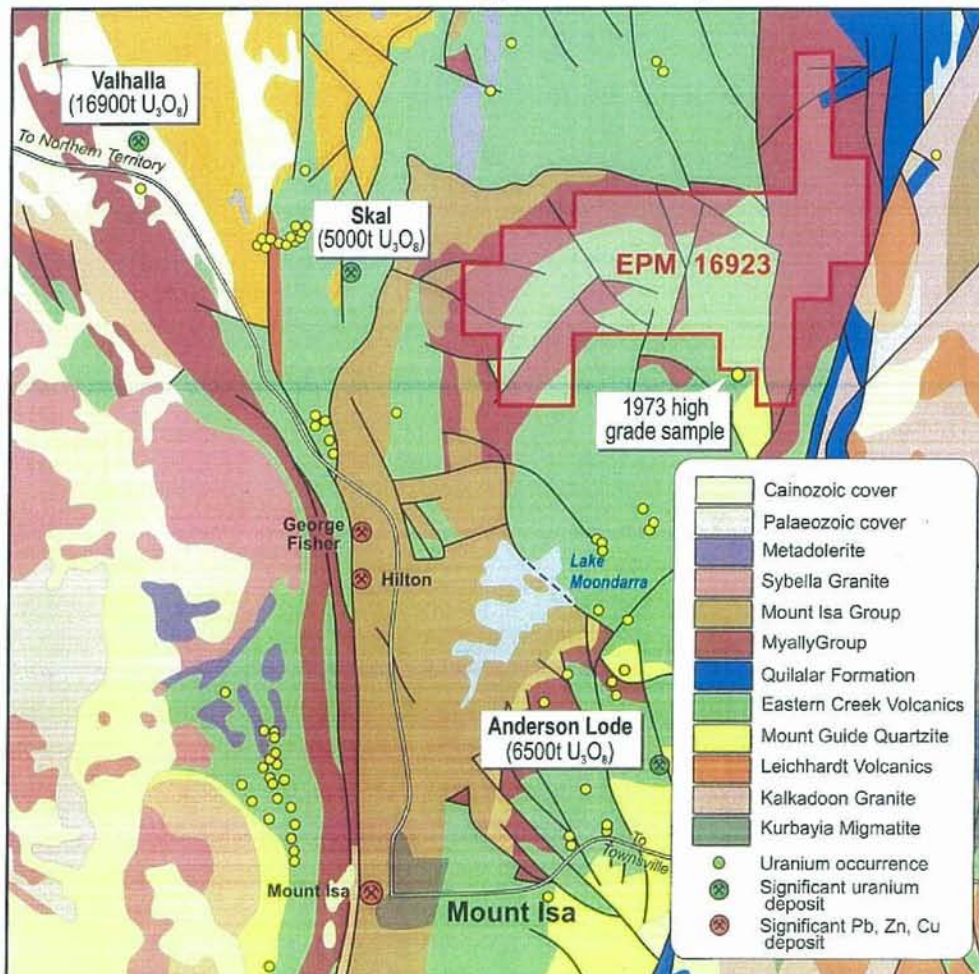 Valhalla
(16900t U₃O₈)
To Northern Territory
Skal
(5000t U₃O₈)
EPM 16923
1973 high
grade sample
George
Fisher
Hilton
Lake
Moondarra
Anderson Lode
(6500t U₃O₈)
To
Townsville
Mount Isa
Mount Isa
Cainozoic cover
Palaeozoic cover
Metadolerite
Sybella Granite
Mount Isa Group
MyallyGroup
Quilalar Formation
Eastern Creek Volcanics
Mount Guide Quartzite
Leichhardt Volcanics
Kalkadoon Granite
Kurbayia Migmatite
Uranium occurrence
Significant uranium
deposit
Significant Pb, Zn, Cu
deposit